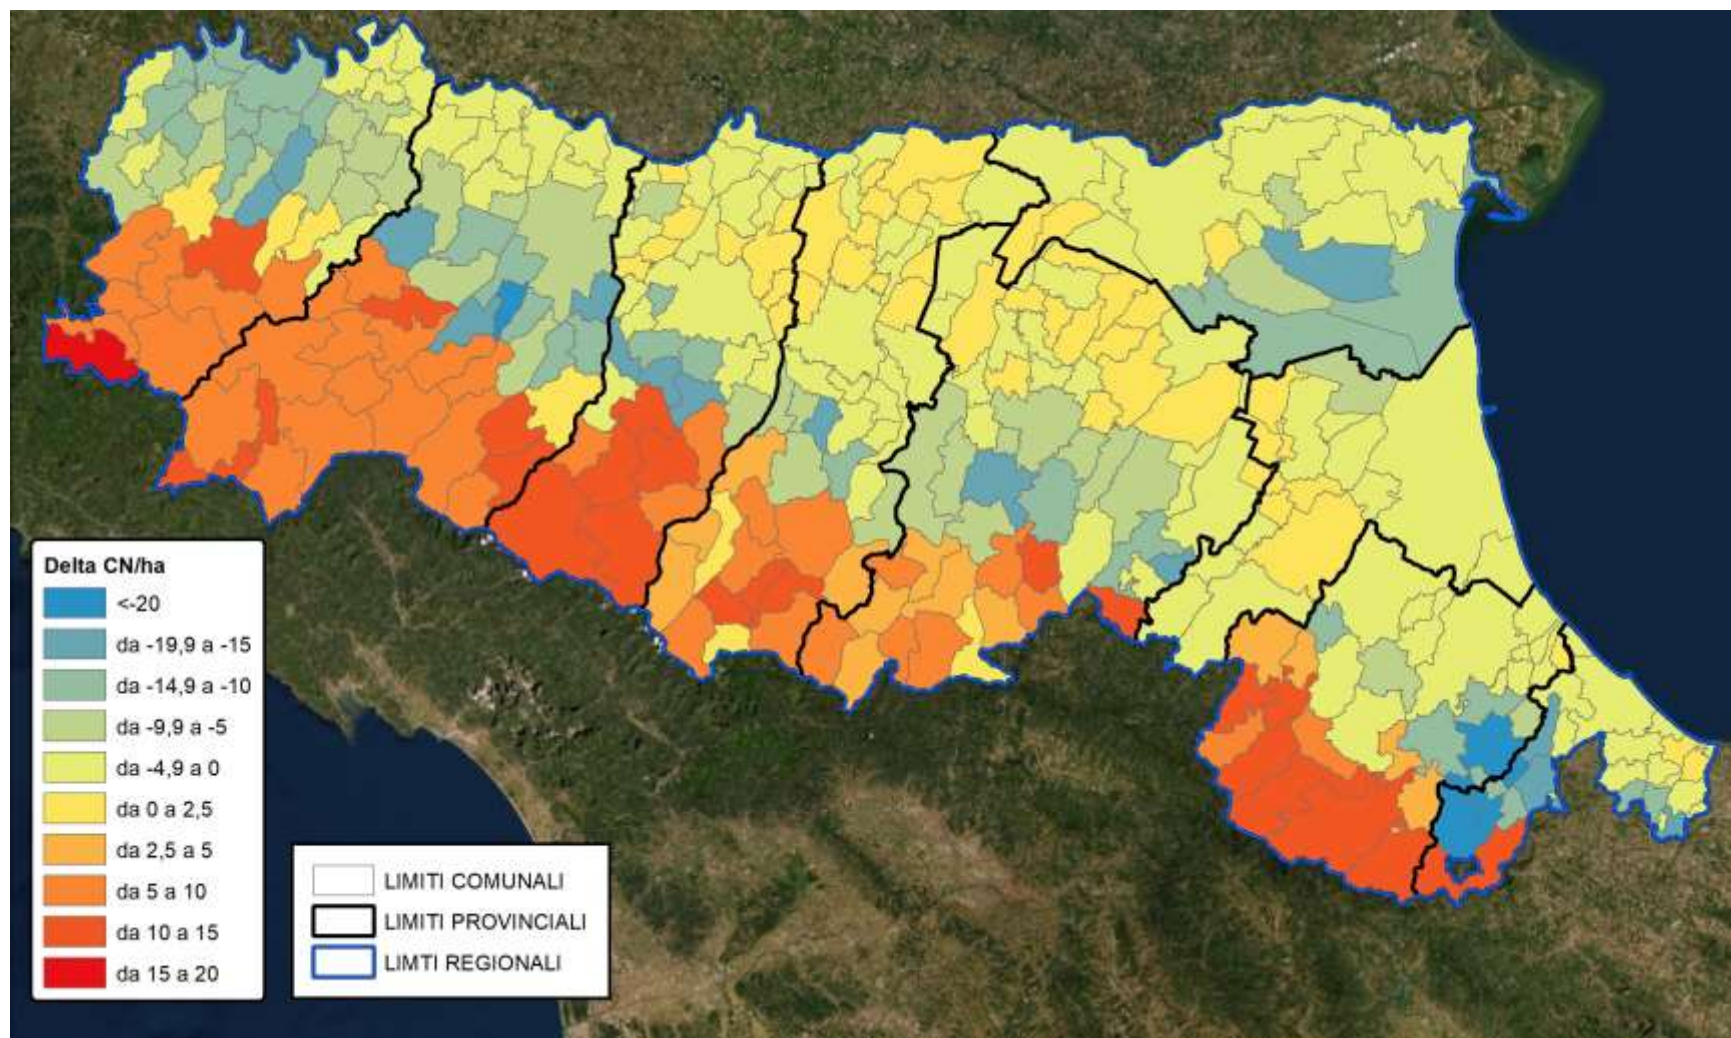 Delta CN/ha
<-20
da -19,9 a -15
da -14,9 a -10
da -9,9 a -5
da -4,9 a 0
da 0 a 2,5
da 2,5 a 5
da 5 a 10
da 10 a 15
da 15 a 20
LIMITI COMUNALI
LIMITI PROVINCIALI
LIMTI REGIONALI